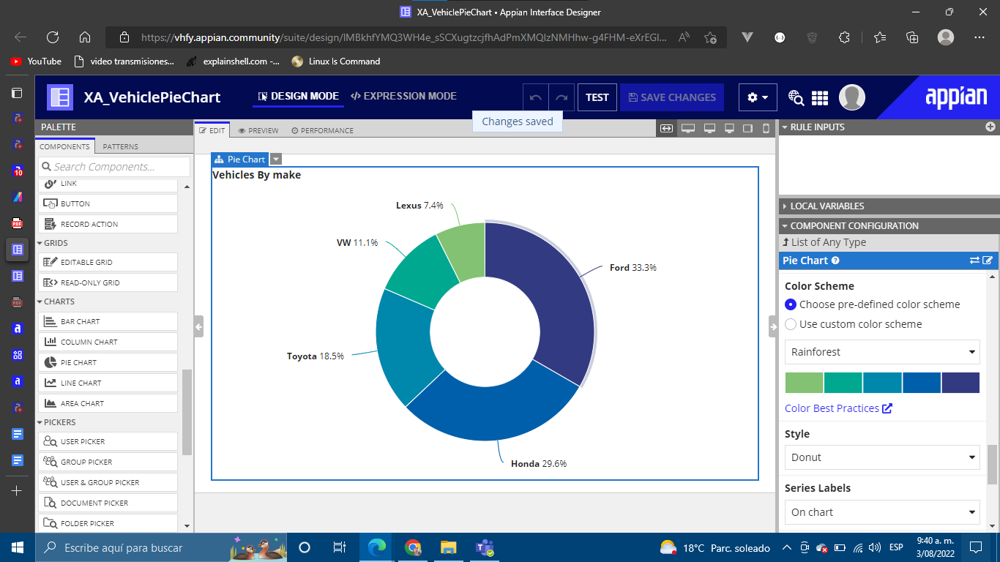 XA_VehiclePieChart • Appian Interface Designer
https://vhfy.appian.community/suite/design/lMBkhfYMQ3WH4e_sSCXugtzcjfhAdPmXMQlzNMHhw-g4FHM-eXrEGl...
YouTube
video transmisiones...
explainshell.com -...
Linux Is Command
XA_VehiclePieChart
DESIGN MODE
EXPRESSION MODE
TEST
SAVE CHANGES
appian
Changes saved
PALETTE
COMPONENTS
PATTERNS
Search Components...
LINK
BUTTON
RECORD ACTION
GRIDS
EDITABLE GRID
READ-ONLY GRID
CHARTS
BAR CHART
COLUMN CHART
PIE CHART
LINE CHART
AREA CHART
PICKERS
USER PICKER
GROUP PICKER
USER & GROUP PICKER
DOCUMENT PICKER
FOLDER PICKER
EDIT
PREVIEW
PERFORMANCE
Pie Chart
Vehicles By make
Lexus 7.4%
VW 11.1%
Ford 33.3%
Toyota 18.5%
Honda 29.6%
RULE INPUTS
LOCAL VARIABLES
COMPONENT CONFIGURATION
List of Any Type
Pie Chart
Color Scheme
Choose pre-defined color scheme
Use custom color scheme
Rainforest
Color Best Practices
Style
Donut
Series Labels
On chart
Escribe aquí para buscar
18°C Parc. soleado
ESP
9:40 a. m.
3/08/2022